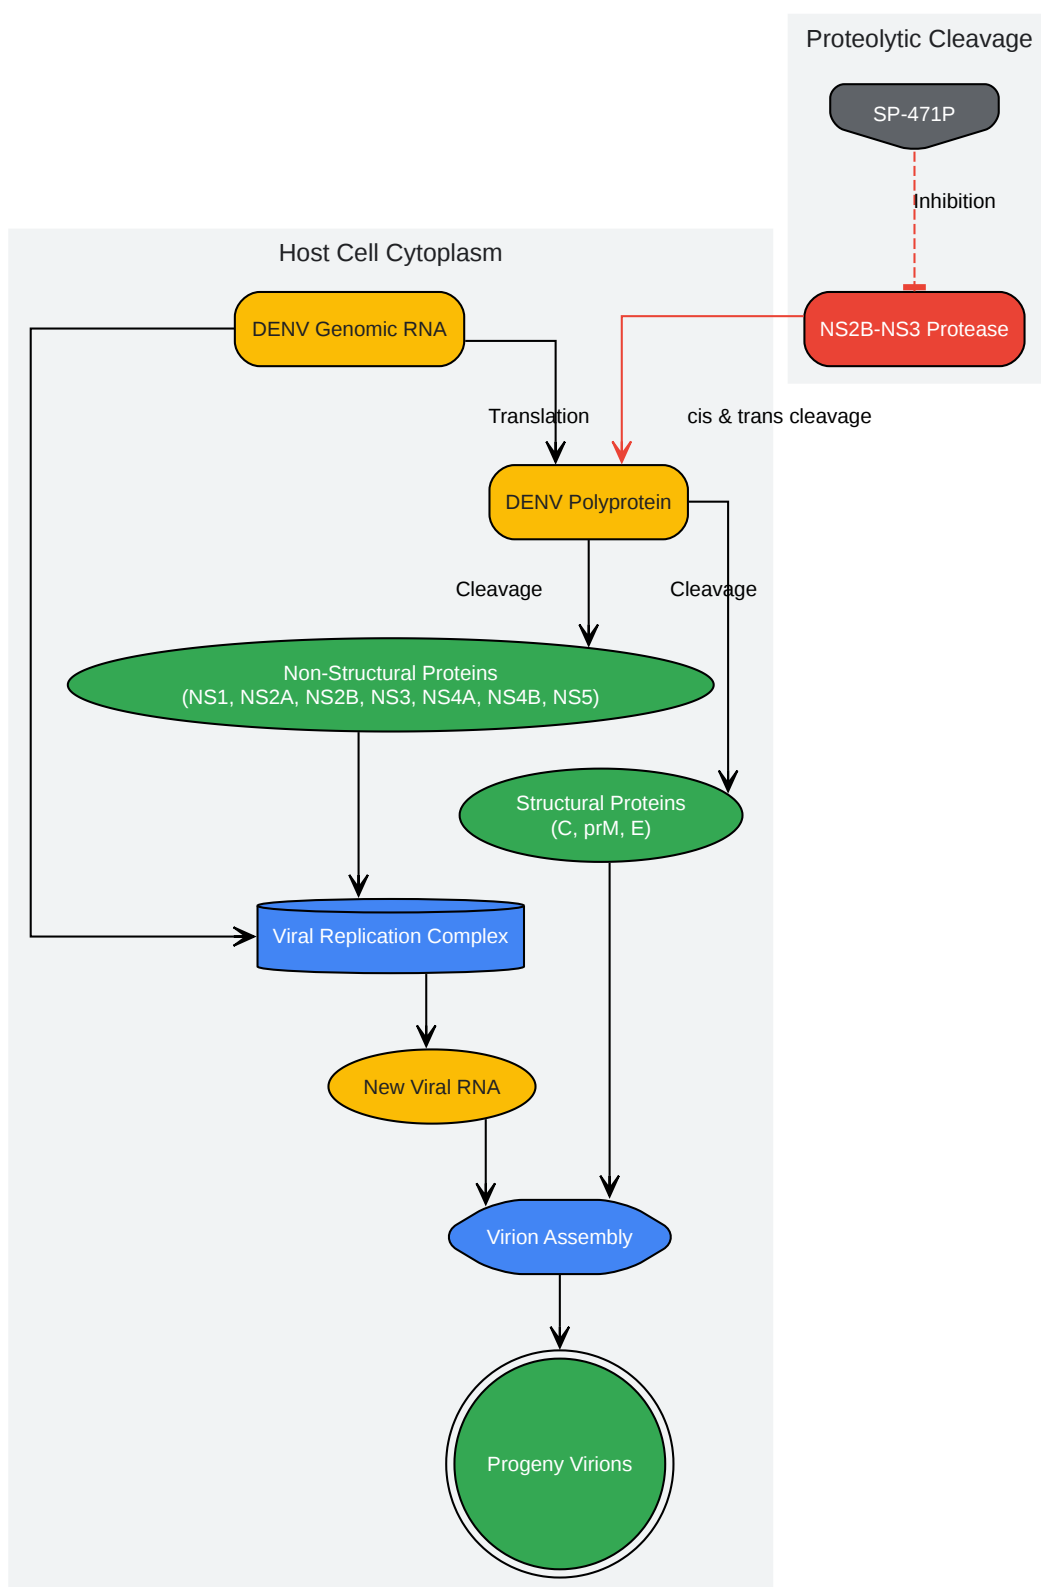 Proteolytic Cleavage
SP-471P
Inhibition
Host Cell Cytoplasm
DENV Genomic RNA
NS2B-NS3 Protease
Translation
cis & trans cleavage
DENV Polyprotein
Cleavage
Cleavage
Non-Structural Proteins
(NS1, NS2A, NS2B, NS3, NS4A, NS4B, NS5)
Structural Proteins
(C, prM, E)
Viral Replication Complex
New Viral RNA
Virion Assembly
Progeny Virions